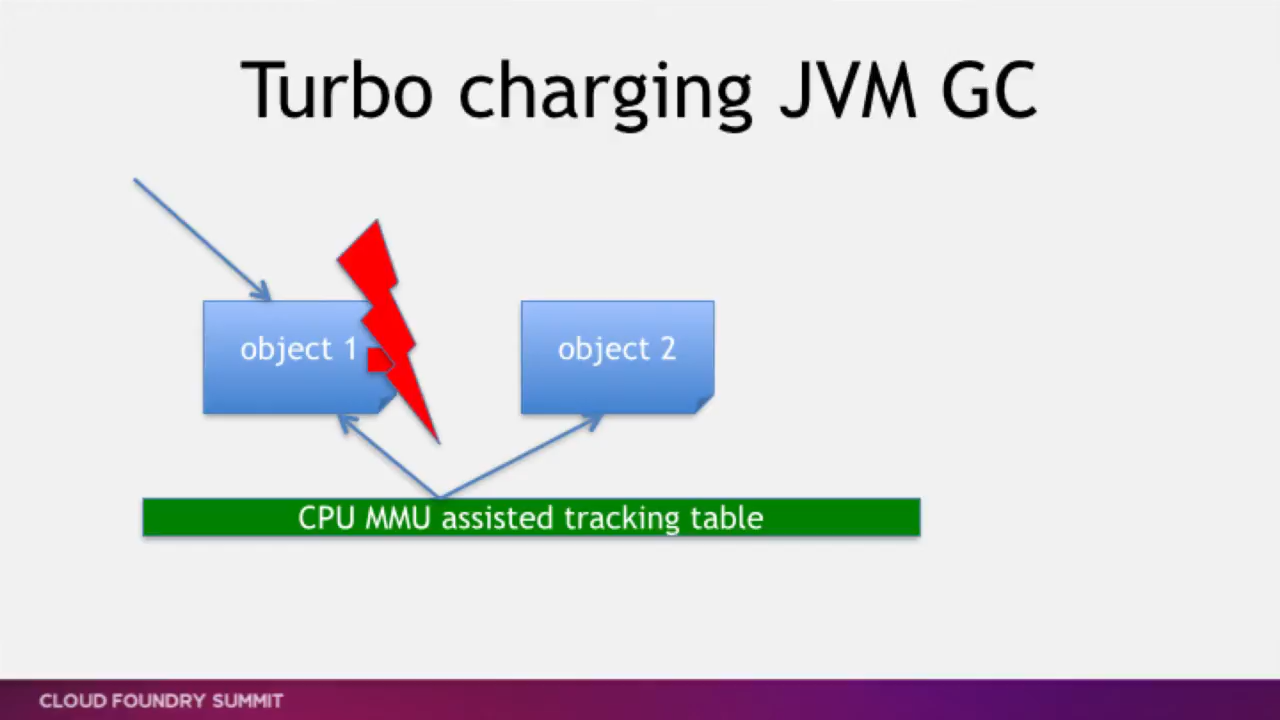 Turbo charging JVM GC
object 1
object 2
CPU MMU assisted tracking table
CLOUD FOUNDRY SUMMIT